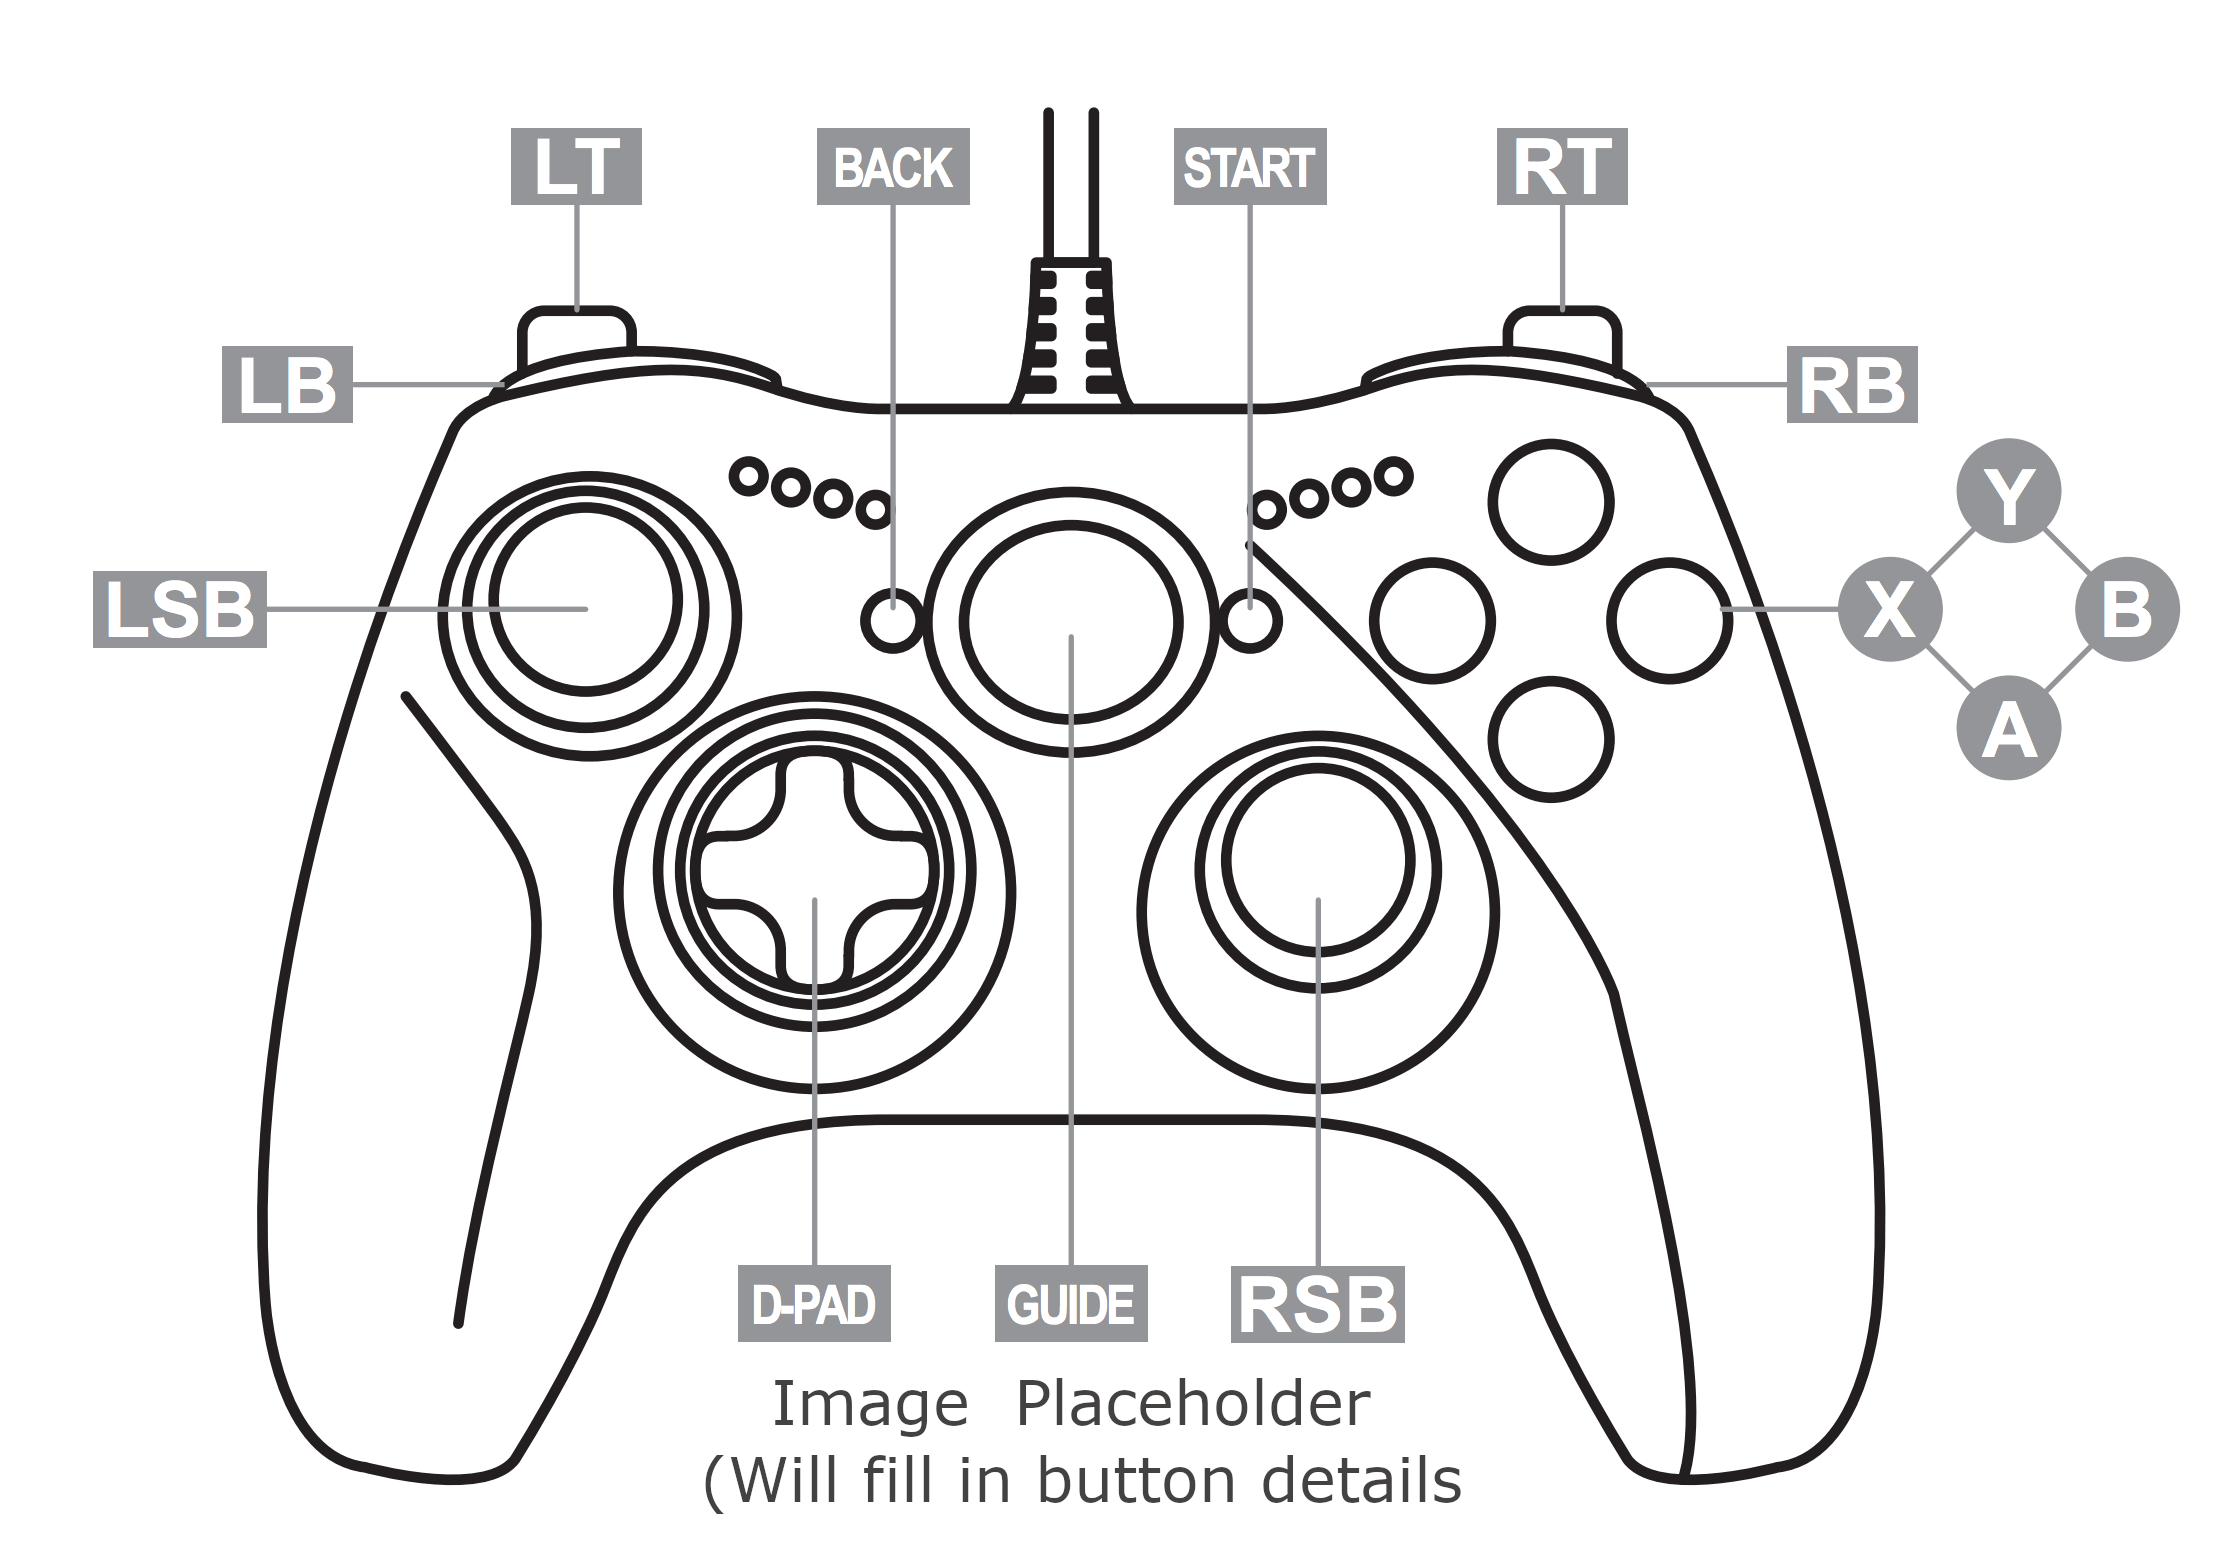 LT
BACK
START
RT
LB
RB
Y
LSB
X
B
A
D-PAD
GUIDE
RSB
Image Placeholder
(Will fill in button details